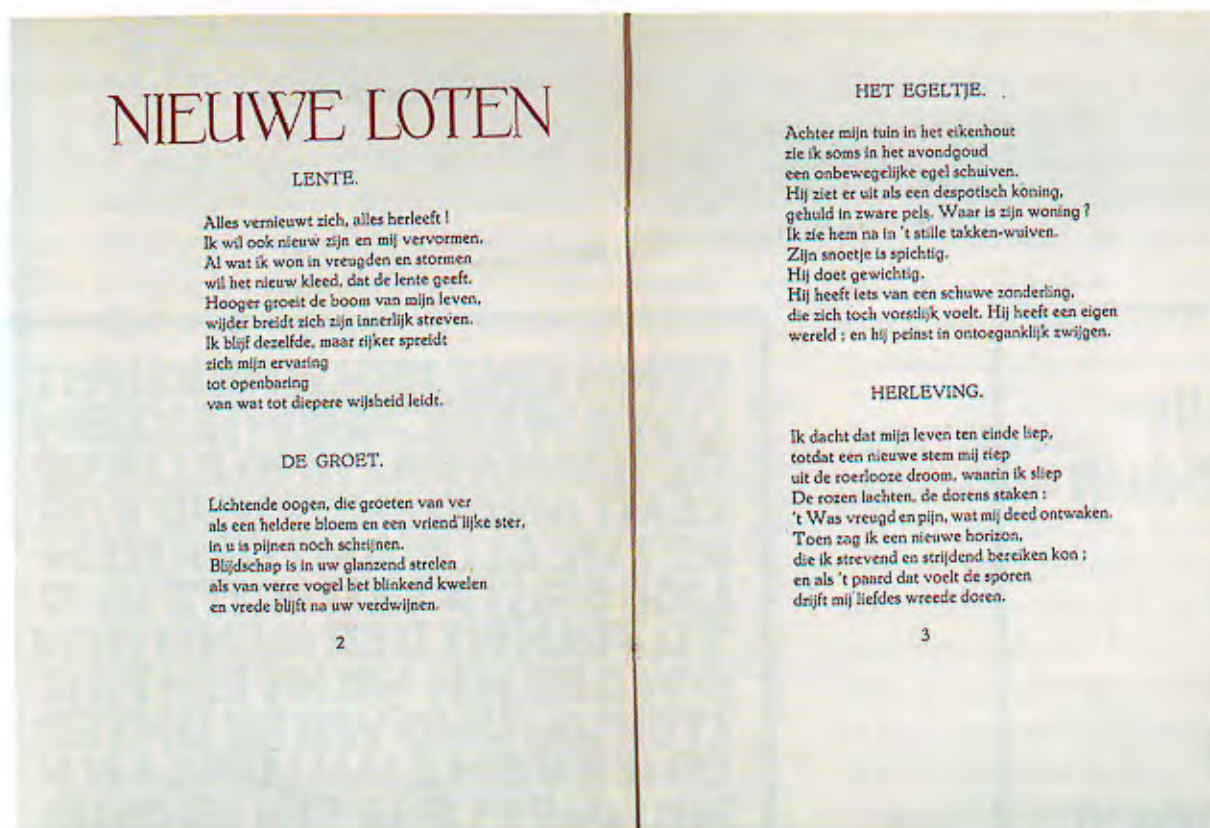 NIEUWE LOTEN
LENTE.
Alles vernieuwt zich, alles herleeft !
Ik wil ook nieuw zijn en mij vervormen.
Al wat ik won in vreugden en stormen
wil het nieuw kleed, dat de lente geeft.
Hooger groeit de boom van mijn leven,
wijder breidt zich zijn innerlijk streven.
Ik blijf dezelfde, maar rijker spreidt
zich mijn ervaring
tot openbaring
van wat tot diepere wijsheid leidt.
DE GROET.
Lichtende oogen, die groeten van ver
als een heldere bloem en een vriend'lijke ster,
in u is pijnen noch schrijnen.
Blijdschap is in uw glanzend strelen
als van verre vogel het blinkend kwelen
en vrede blijft na uw verdwijnen.
2
HET EGELTJE.
Achter mijn tuin in het eikenhout
zie ik soms in het avondgoud
een onbewegelijke egel schuiven.
Hij ziet er uit als een despotisch koning,
gehuld in zware pels. Waar is zijn woning ?
Ik zie hem na in 't stille takken-wuiven.
Zijn snoetje is spichtig.
Hij doet gewichtig.
Hij heeft iets van een schuwe zonderling,
die zich toch vorstlijk voelt. Hij heeft een eigen
wereld ; en hij peinst in ontoeganklijk zwijgen.
HERLEVING.
Ik dacht dat mijn leven ten einde liep,
totdat een nieuwe stem mij riep
uit de roerlooze droom, waarin ik sliep
De rozen lachten, de dorens staken :
't Was vreugd en pijn, wat mij deed ontwaken.
Toen zag ik een nieuwe horizon,
die ik strevend en strijdend bereiken kon ;
en als 't paard dat voelt de sporen
drijft mij liefdes wreede doren.
3